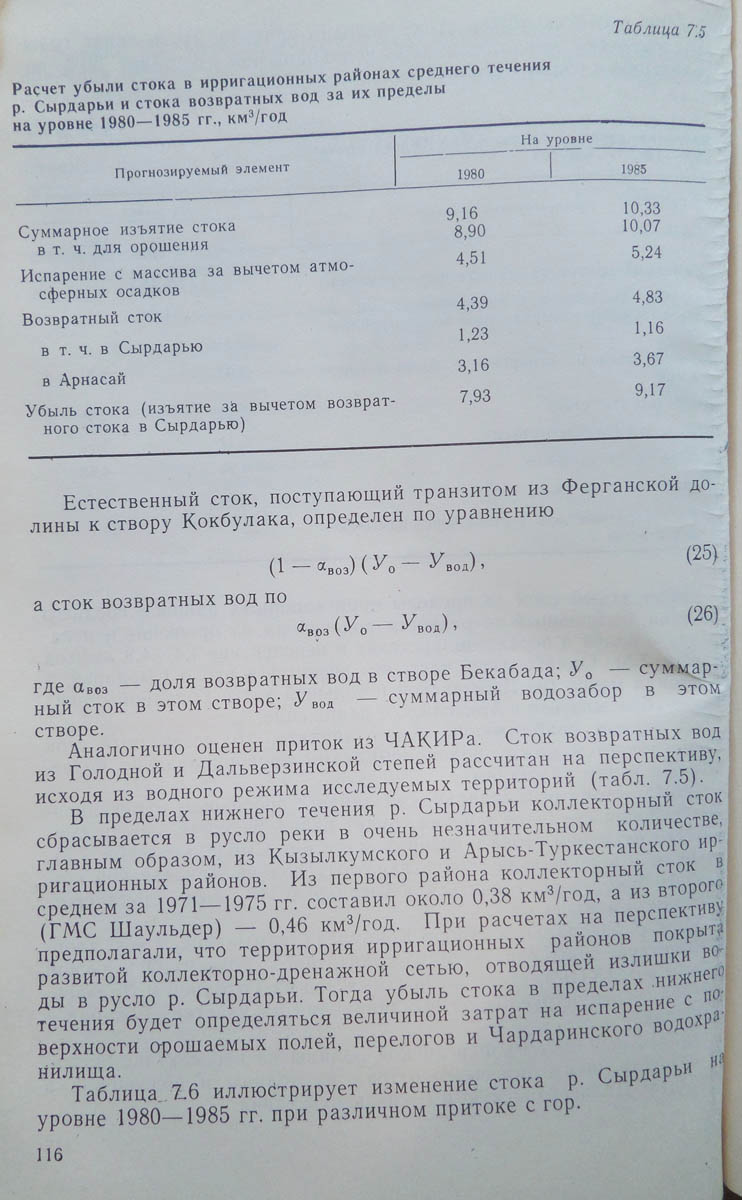 Таблица 7.5
Расчет убыли стока в ирригационных районах среднего течения
р. Сырдарьи и стока возвратных вод за их пределы
на уровне 1980—1985 гг., км³/год
Прогнозируемый элемент
На уровне
1980
1985
Суммарное изъятие стока 9,16 10,33
в т. ч. для орошения 8,90 10,07
Испарение с массива за вычетом атмо- 4,51 5,24
сферных осадков
Возвратный сток 4,39 4,83
в т. ч. в Сырдарью 1,23 1,16
в Арнасай 3,16 3,67
Убыль стока (изъятие за вычетом возврат- 7,93 9,17
ного стока в Сырдарью)
Естественный сток, поступающий транзитом из Ферганской до-
лины к створу Кокбулака, определен по уравнению
(1 — αвоз) (Уо — Увод), (25)
а сток возвратных вод по
αвоз (Уо — Увод), (26)
где αвоз — доля возвратных вод в створе Бекабада; Уо — суммар-
ный сток в этом створе; Увод — суммарный водозабор в этом
створе.
Аналогично оценен приток из ЧАКИРа. Сток возвратных вод
из Голодной и Дальверзинской степей рассчитан на перспективу,
исходя из водного режима исследуемых территорий (табл. 7.5).
В пределах нижнего течения р. Сырдарьи коллекторный сток
сбрасывается в русло реки в очень незначительном количестве,
главным образом, из Кызылкумского и Арысь-Туркестанского ир-
ригационных районов. Из первого района коллекторный сток в
среднем за 1971—1975 гг. составил около 0,38 км³/год, а из второго
(ГМС Шаульдер) — 0,46 км³/год. При расчетах на перспективу
предполагали, что территория ирригационных районов покрыта
развитой коллекторно-дренажной сетью, отводящей излишки во-
ды в русло р. Сырдарьи. Тогда убыль стока в пределах нижнего
течения будет определяться величиной затрат на испарение с по-
верхности орошаемых полей, перелогов и Чардаринского водохра-
нилища.
Таблица 7.6 иллюстрирует изменение стока р. Сырдарьи на
уровне 1980—1985 гг. при различном притоке с гор.
116